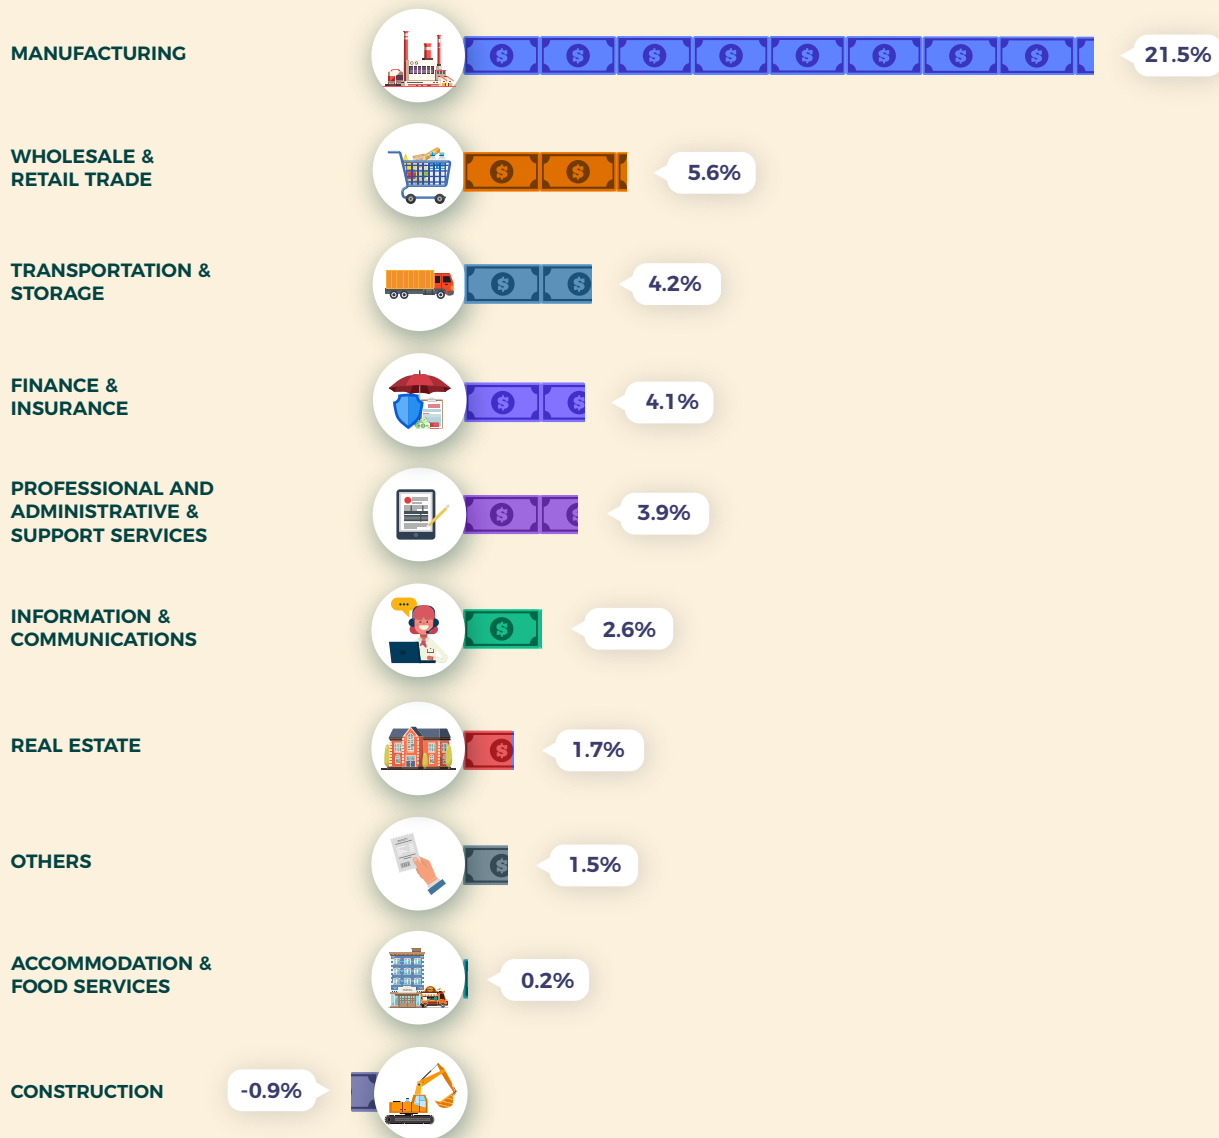 MANUFACTURING
21.5%
WHOLESALE &
RETAIL TRADE
5.6%
TRANSPORTATION &
STORAGE
4.2%
FINANCE &
INSURANCE
4.1%
PROFESSIONAL AND
ADMINISTRATIVE &
SUPPORT SERVICES
3.9%
INFORMATION &
COMMUNICATIONS
2.6%
REAL ESTATE
1.7%
OTHERS
1.5%
ACCOMMODATION &
FOOD SERVICES
0.2%
CONSTRUCTION
-0.9%